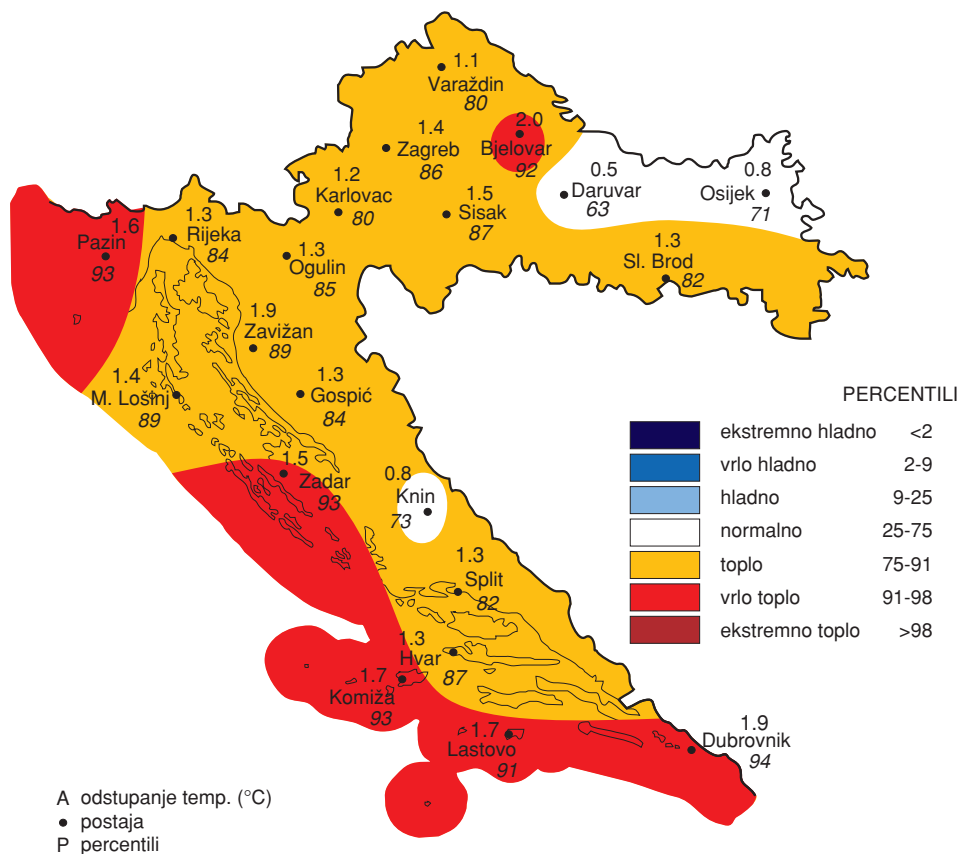 1.1
Varaždin
80
2.0
Bjelovar
92
1.4
Zagreb
86
0.5
Daruvar
63
0.8
Osijek
71
1.2
Karlovac
80
1.5
Sisak
87
1.6
Pazin
93
1.3
Rijeka
84
1.3
Ogulin
85
1.3
Sl. Brod
82
1.9
Zavižan
89
1.4
M. Lošinj
89
1.3
Gospić
84
1.5
Zadar
93
0.8
Knin
73
1.3
Split
82
1.3
Hvar
87
1.7
Komiža
93
1.7
Lastovo
91
1.9
Dubrovnik
94
PERCENTILI
ekstremno hladno <2
vrlo hladno 2-9
hladno 9-25
normalno 25-75
toplo 75-91
vrlo toplo 91-98
ekstremno toplo >98
A odstupanje temp. (°C)
● postaja
P percentili